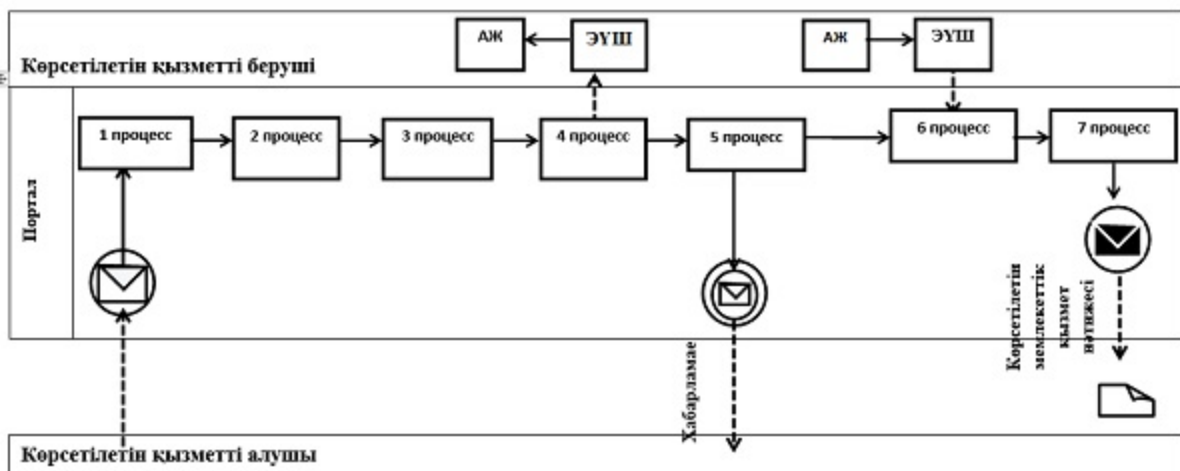 АЖ
ЭҮШ
АЖ
ЭҮШ
Көрсетілетін қызметті беруші
1 процесс
2 процесс
3 процесс
4 процесс
5 процесс
6 процесс
7 процесс
Портал
Көрсетілетін
мемлекеттік
қызмет
нәтижесі
Хабарламае
Көрсетілетін қызметті алушы